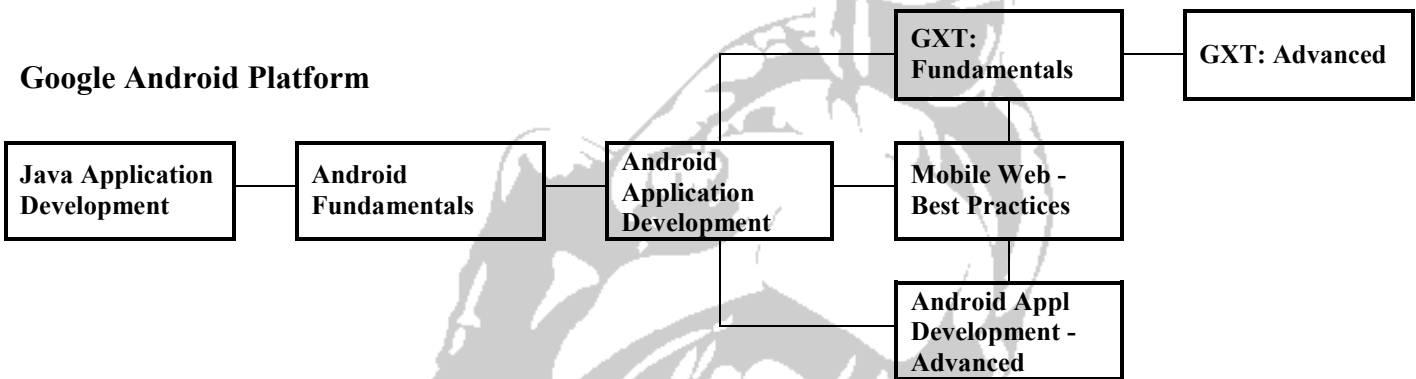 Google Android Platform
GXT:
Fundamentals
GXT: Advanced
Java Application
Development
Android
Fundamentals
Android
Application
Development
Mobile Web -
Best Practices
Android Appl
Development -
Advanced